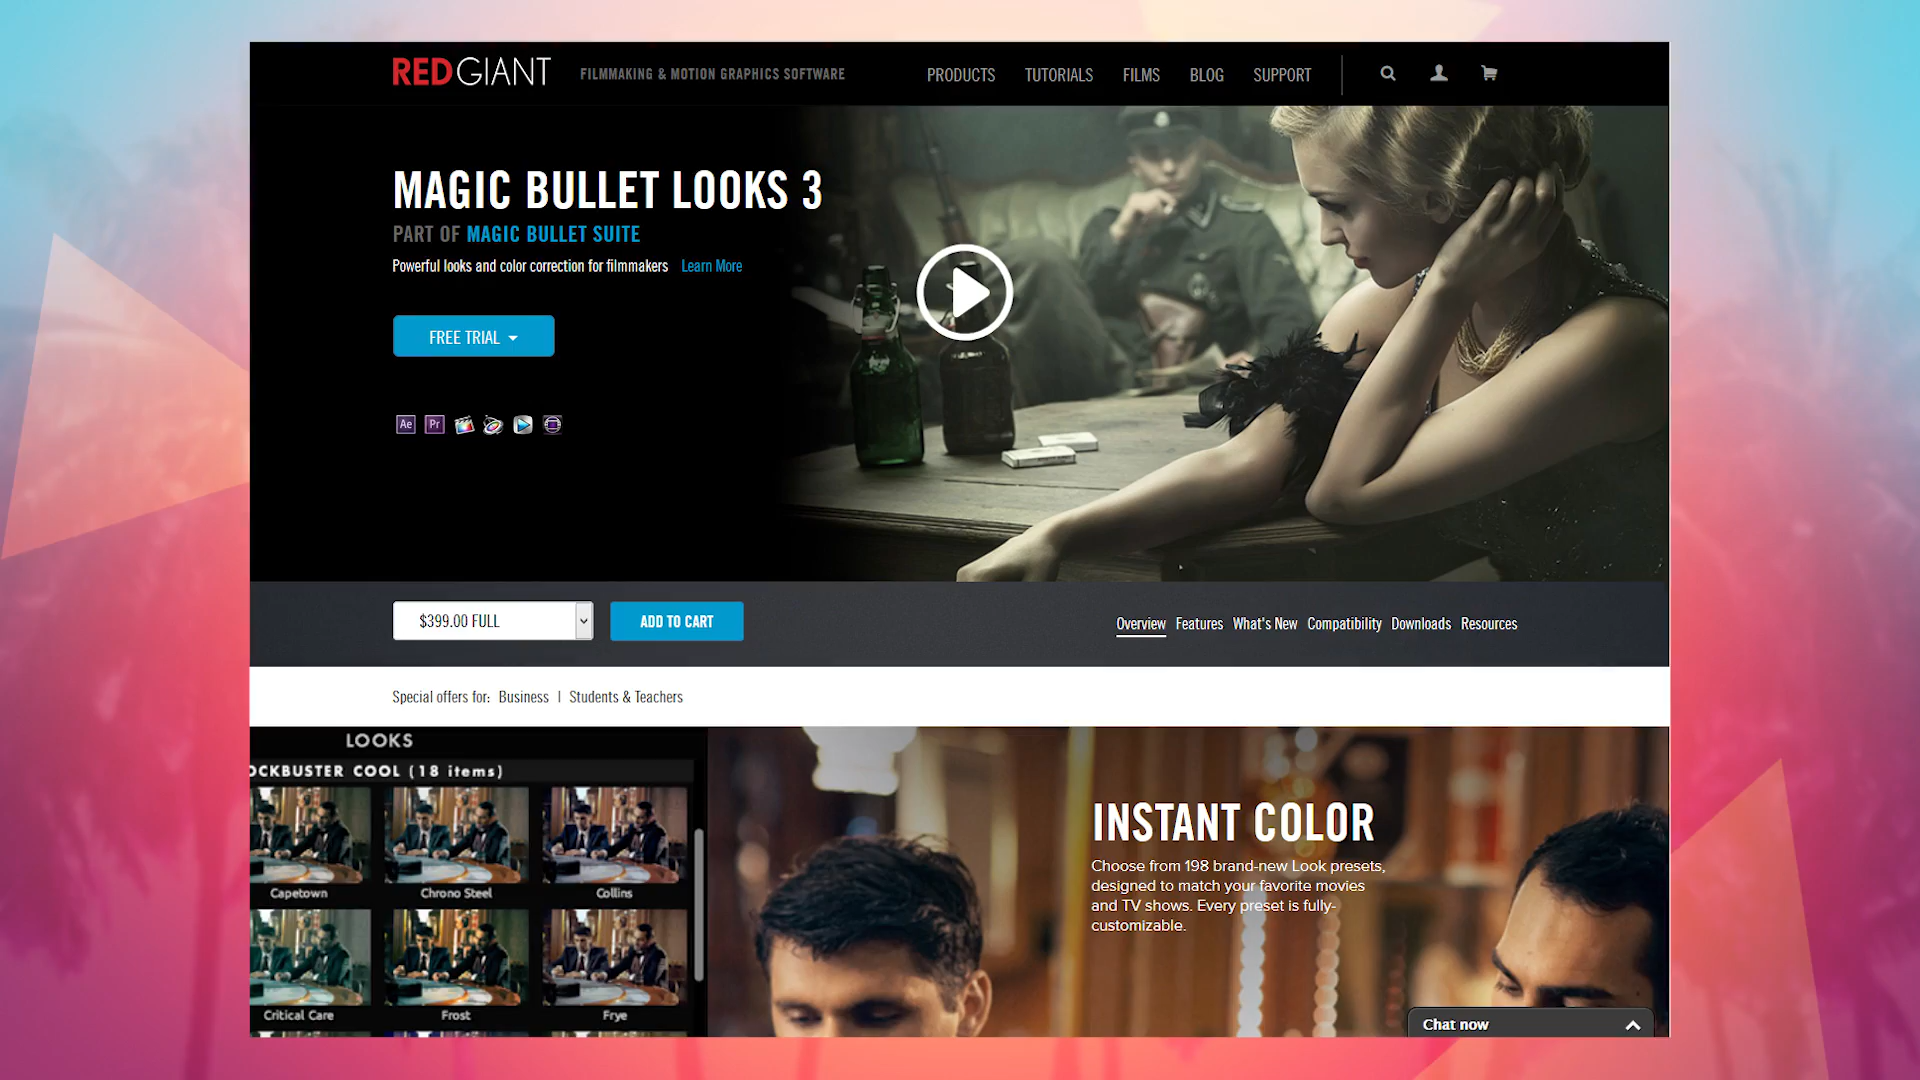 REDGIANT FILMMAKING & MOTION GRAPHICS SOFTWARE PRODUCTS TUTORIALS FILMS BLOG SUPPORT
MAGIC BULLET LOOKS 3
PART OF MAGIC BULLET SUITE
Powerful looks and color correction for filmmakers Learn More
FREE TRIAL
Ae Pr
$399.00 FULL ADD TO CART Overview Features What's New Compatibility Downloads Resources
Special offers for: Business | Students & Teachers
LOOKS
OCKBUSTER COOL (18 items)
Capetown Chrono Steel Collins
Critical Care Frost Frye
INSTANT COLOR
Choose from 198 brand-new Look presets,
designed to match your favorite movies
and TV shows. Every preset is fully-
customizable.
Chat now